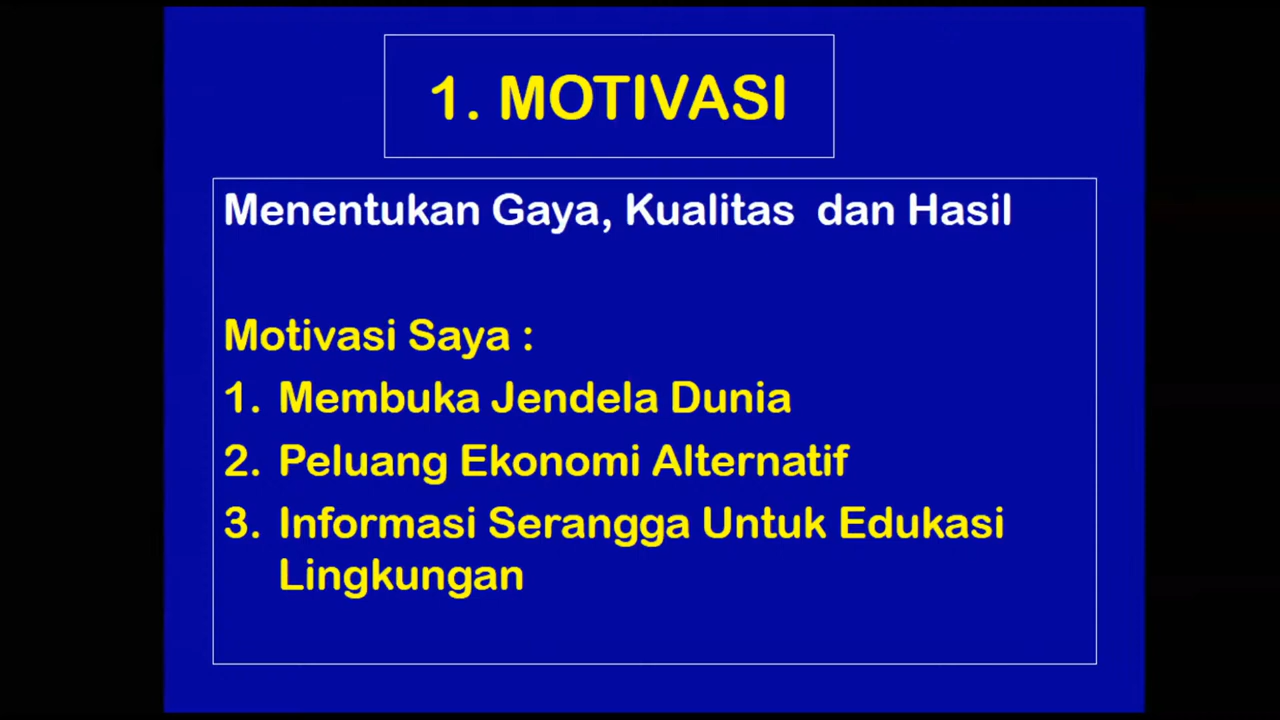 1. MOTIVASI
Menentukan Gaya, Kualitas dan Hasil
Motivasi Saya :
1. Membuka Jendela Dunia
2. Peluang Ekonomi Alternatif
3. Informasi Serangga Untuk Edukasi
Lingkungan